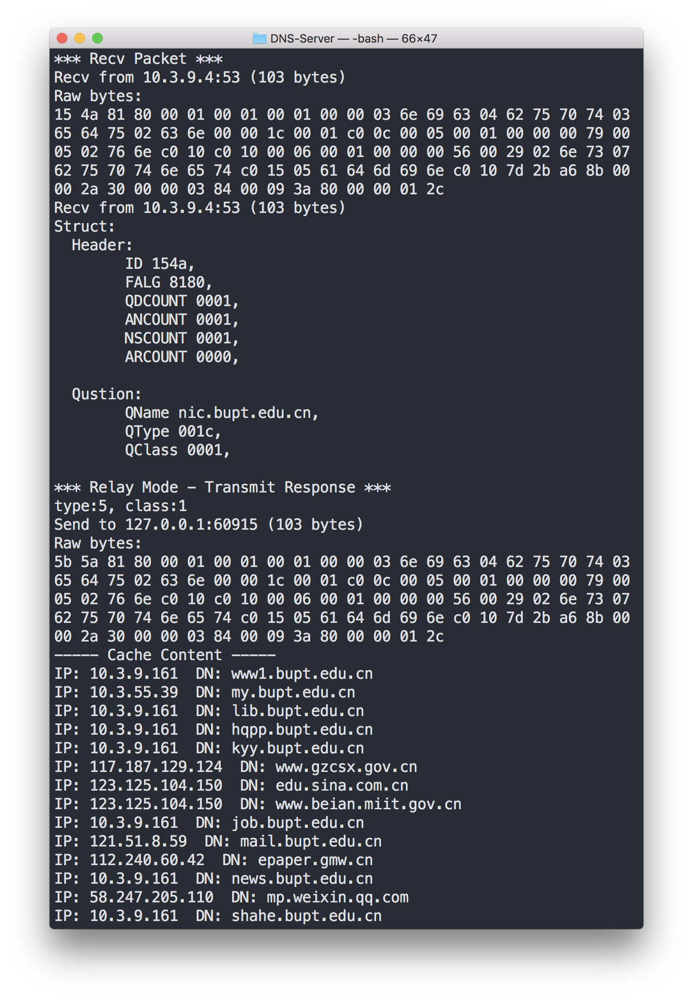 DNS-Server — -bash — 66×47
*** Recv Packet ***
Recv from 10.3.9.4:53 (103 bytes)
Raw bytes:
15 4a 81 80 00 01 00 01 00 01 00 00 03 6e 69 63 04 62 75 70 74 03
65 64 75 02 63 6e 00 00 1c 00 01 c0 0c 00 05 00 01 00 00 00 79 00
05 02 76 6e c0 10 c0 10 00 06 00 01 00 00 00 56 00 29 02 6e 73 07
62 75 70 74 6e 65 74 c0 15 05 61 64 6d 69 6e c0 10 7d 2b a6 8b 00
00 2a 30 00 00 03 84 00 09 3a 80 00 00 01 2c
Recv from 10.3.9.4:53 (103 bytes)
Struct:
Header:
ID 154a,
FALG 8180,
QDCOUNT 0001,
ANCOUNT 0001,
NSCOUNT 0001,
ARCOUNT 0000,
Qustion:
QName nic.bupt.edu.cn,
QType 001c,
QClass 0001,
*** Relay Mode - Transmit Response ***
type:5, class:1
Send to 127.0.0.1:60915 (103 bytes)
Raw bytes:
5b 5a 81 80 00 01 00 01 00 01 00 00 03 6e 69 63 04 62 75 70 74 03
65 64 75 02 63 6e 00 00 1c 00 01 c0 0c 00 05 00 01 00 00 00 79 00
05 02 76 6e c0 10 c0 10 00 06 00 01 00 00 00 56 00 29 02 6e 73 07
62 75 70 74 6e 65 74 c0 15 05 61 64 6d 69 6e c0 10 7d 2b a6 8b 00
00 2a 30 00 00 03 84 00 09 3a 80 00 00 01 2c
----- Cache Content -----
IP: 10.3.9.161  DN: www1.bupt.edu.cn
IP: 10.3.55.39  DN: my.bupt.edu.cn
IP: 10.3.9.161  DN: lib.bupt.edu.cn
IP: 10.3.9.161  DN: hqpp.bupt.edu.cn
IP: 10.3.9.161  DN: kyy.bupt.edu.cn
IP: 117.187.129.124  DN: www.gzcsx.gov.cn
IP: 123.125.104.150  DN: edu.sina.com.cn
IP: 123.125.104.150  DN: www.beian.miit.gov.cn
IP: 10.3.9.161  DN: job.bupt.edu.cn
IP: 121.51.8.59  DN: mail.bupt.edu.cn
IP: 112.240.60.42  DN: epaper.gmw.cn
IP: 10.3.9.161  DN: news.bupt.edu.cn
IP: 58.247.205.110  DN: mp.weixin.qq.com
IP: 10.3.9.161  DN: shahe.bupt.edu.cn